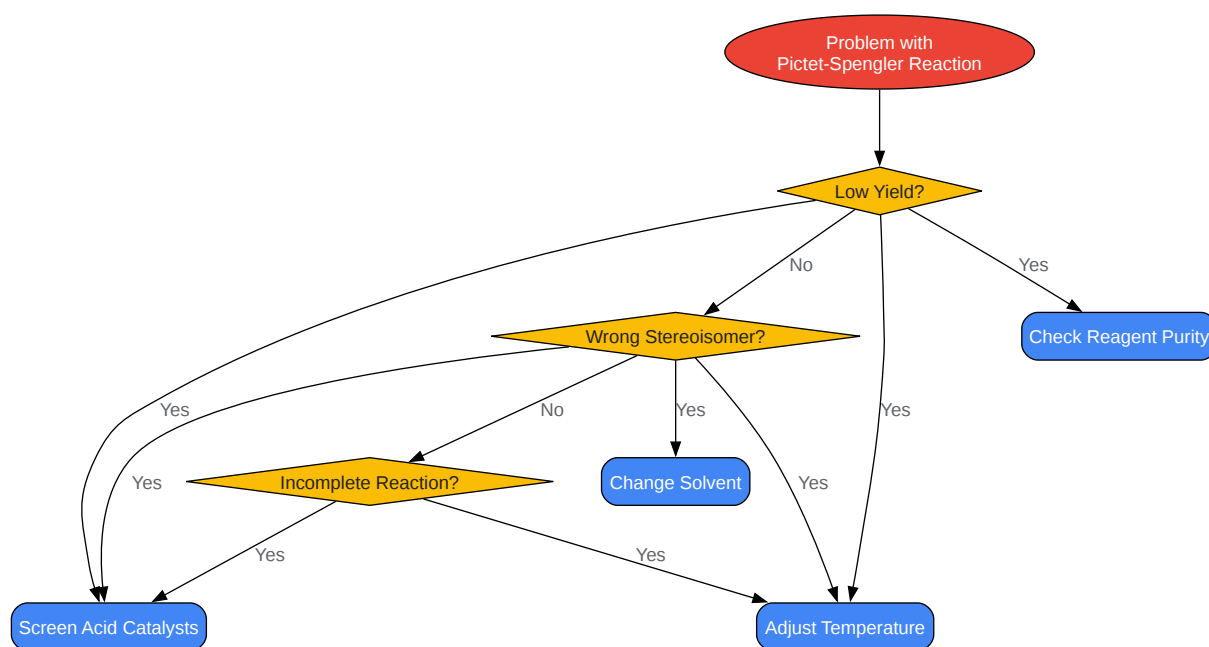 Problem with
Pictet-Spengler Reaction
Low Yield?
No
Yes
Wrong Stereoisomer?
Check Reagent Purity
Yes
No
Yes
Yes
Yes
Yes
Incomplete Reaction?
Change Solvent
Yes
Yes
Screen Acid Catalysts
Adjust Temperature